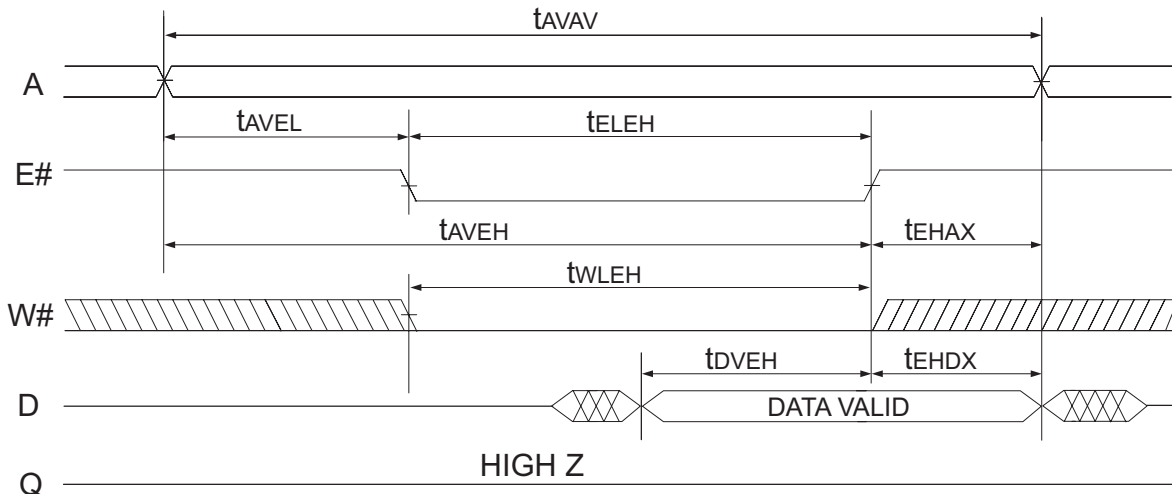 tAVAV
A
tAVEL tELEH
E#
tAVEH tEHAX
tWLEH
W#
tDVEH tEHDX
D DATA VALID
HIGH Z
Q